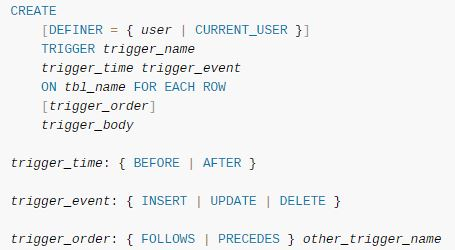 CREATE
[DEFINER = { user | CURRENT_USER }]
TRIGGER trigger_name
trigger_time trigger_event
ON tbl_name FOR EACH ROW
[trigger_order]
trigger_body
trigger_time: { BEFORE | AFTER }
trigger_event: { INSERT | UPDATE | DELETE }
trigger_order: { FOLLOWS | PRECEDES } other_trigger_name